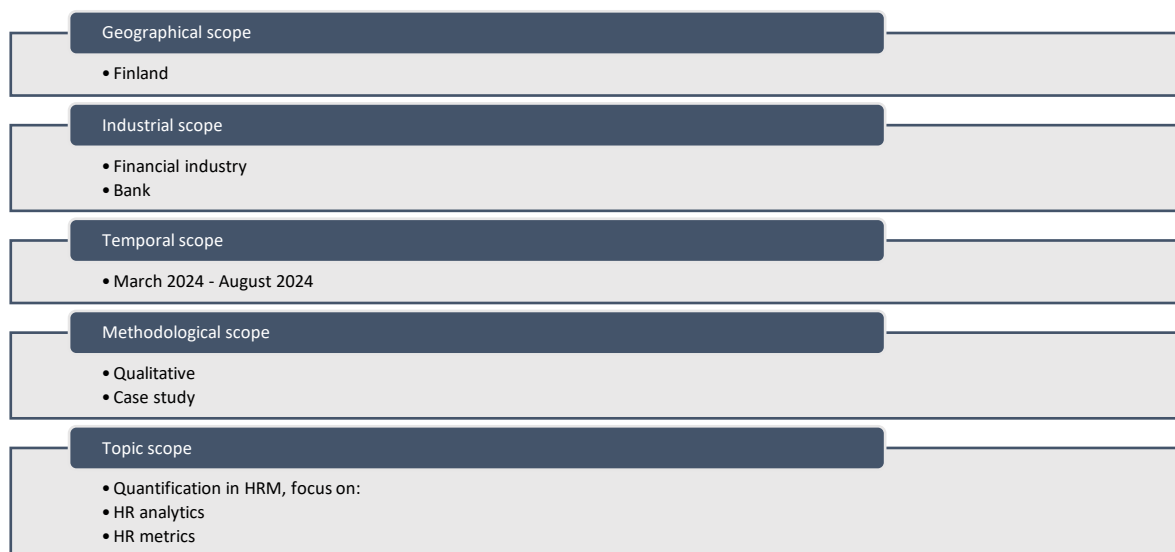 Geographical scope
• Finland
Industrial scope
• Financial industry
• Bank
Temporal scope
• March 2024 - August 2024
Methodological scope
• Qualitative
• Case study
Topic scope
• Quantification in HRM, focus on:
• HR analytics
• HR metrics